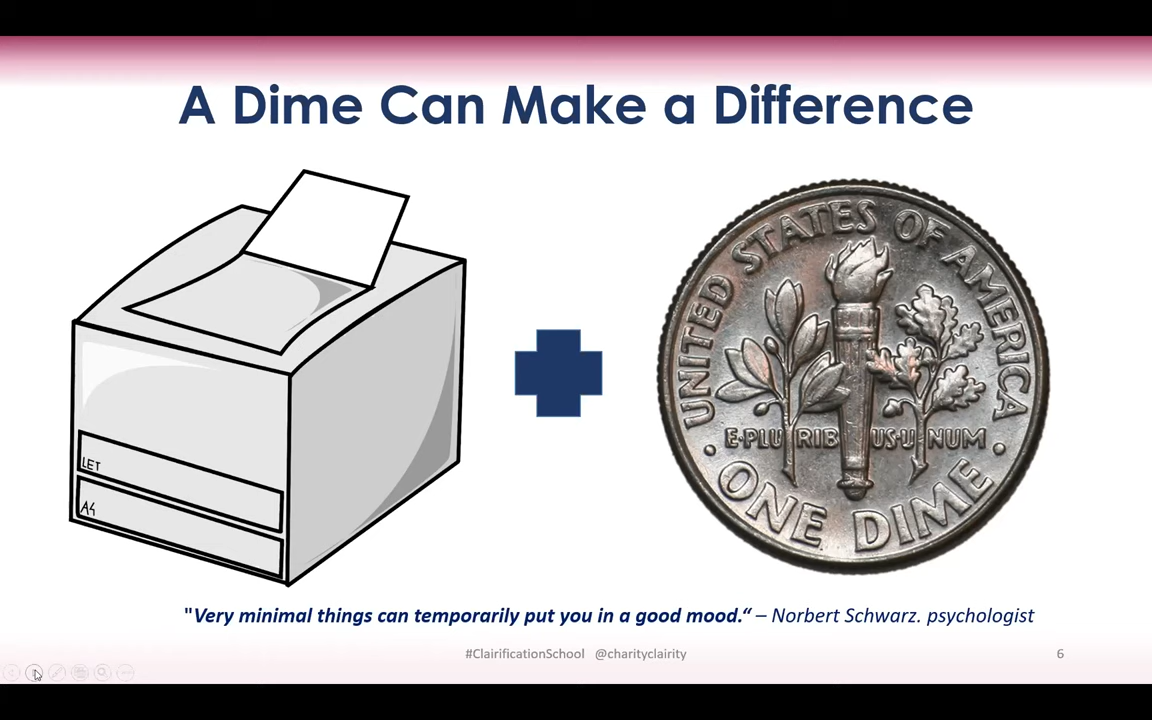 A Dime Can Make a Difference
LET
A4
UNITED STATES OF AMERICA
E·PLURIBUS·UNUM
ONE DIME
"Very minimal things can temporarily put you in a good mood.“ – Norbert Schwarz. psychologist
#ClairificationSchool @charityclairity
6